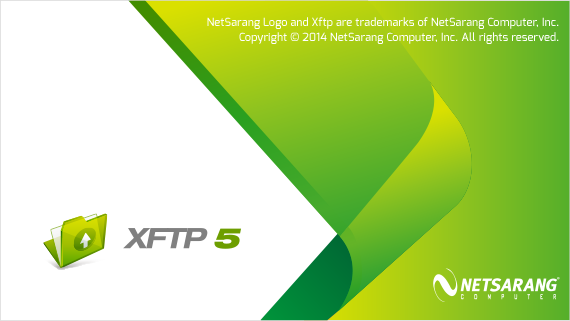 NetSarang Logo and Xftp are trademarks of NetSarang Computer, Inc.
Copyright © 2014 NetSarang Computer, Inc. All rights reserved.
XFTP 5
NETSARANG®
COMPUTER